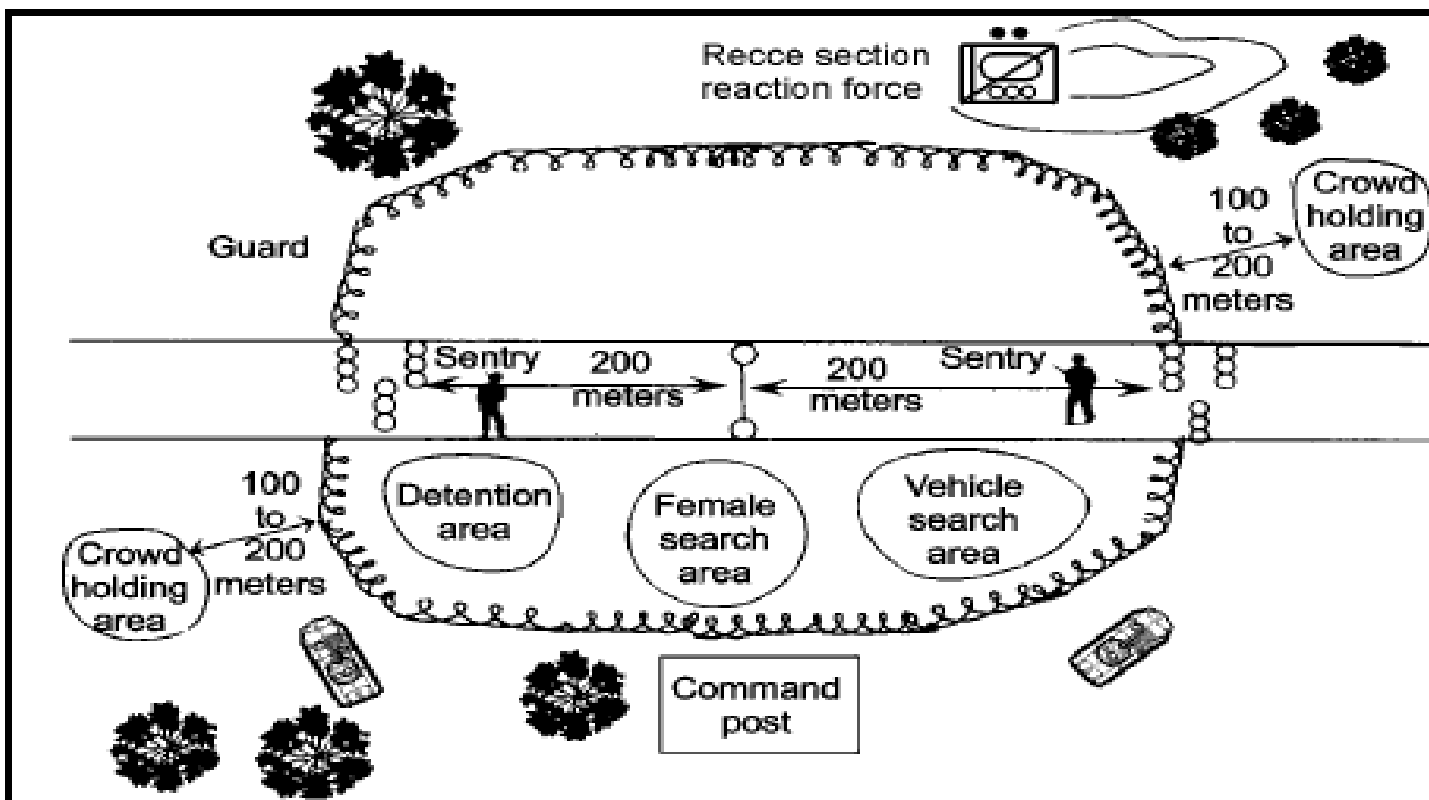 Recce section
reaction force
Crowd
holding
area
100
to
200
meters
Guard
Sentry
200
meters
200
meters
Sentry
100
to
200
meters
Crowd
holding
area
Detention
area
Female
search
area
Vehicle
search
area
Command
post